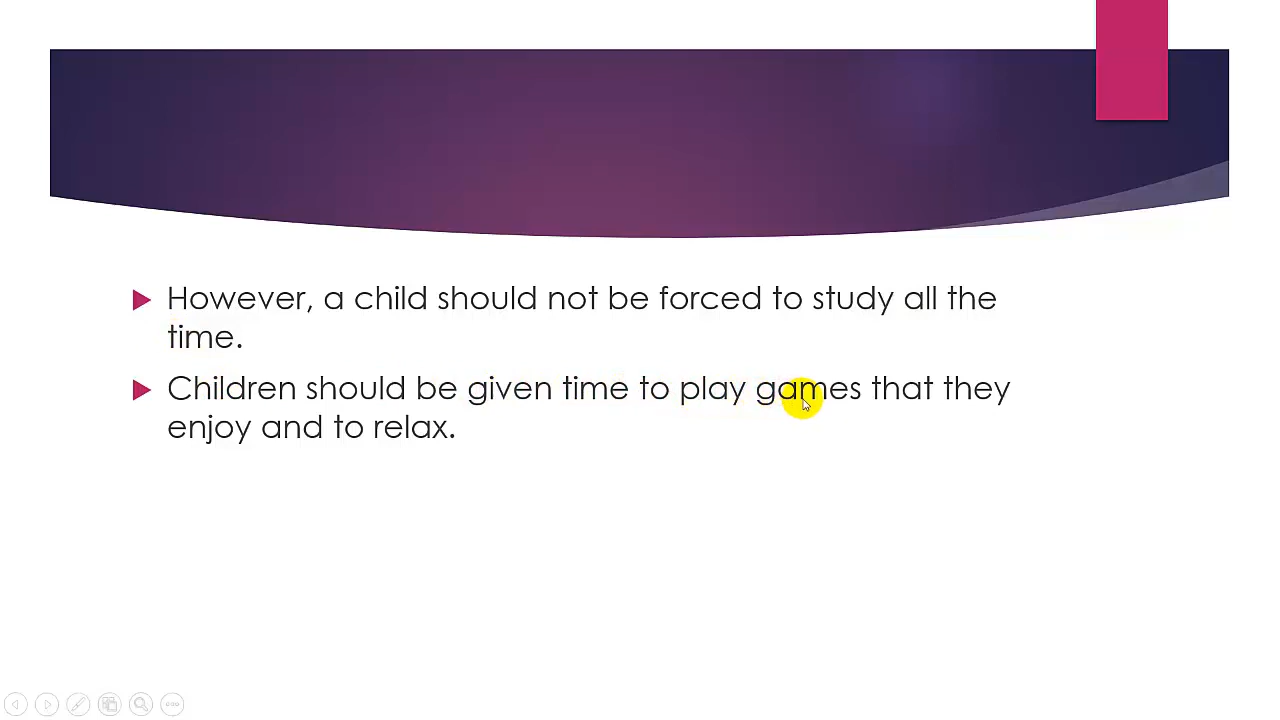 However, a child should not be forced to study all the
time.
Children should be given time to play games that they
enjoy and to relax.